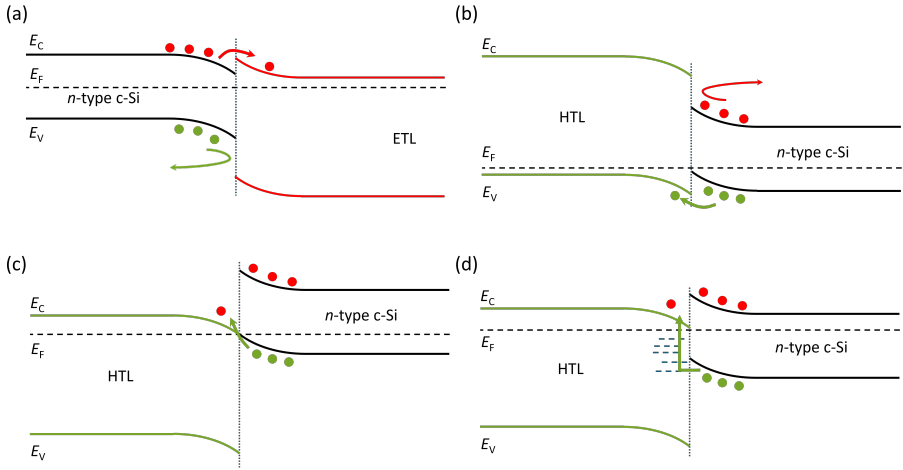 (a)
E_C
E_F
n-type c-Si
E_V
ETL
(b)
E_C
HTL
n-type c-Si
E_F
E_V
(c)
E_C
n-type c-Si
E_F
HTL
E_V
(d)
E_C
E_F
n-type c-Si
HTL
E_V